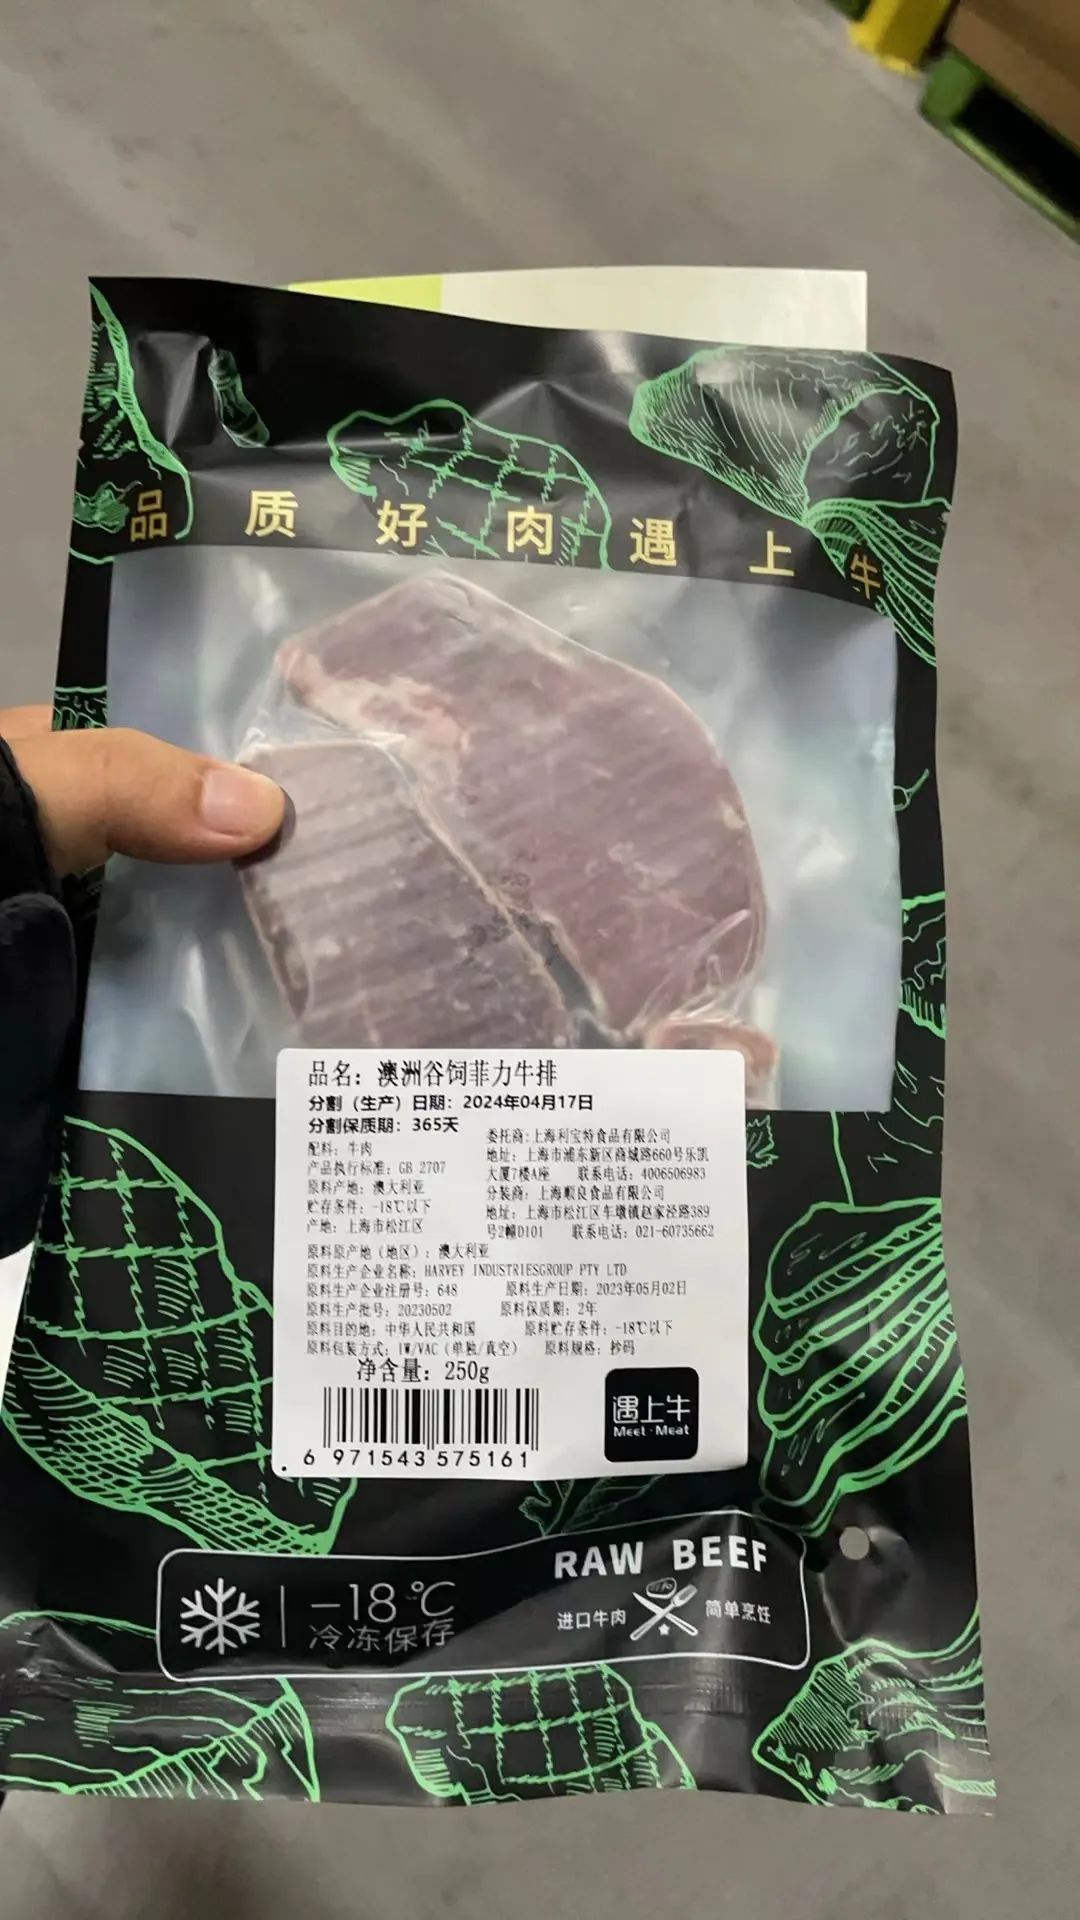 品质好肉遇上牛
品名：澳洲谷饲菲力牛排
分割（生产）日期：2024年04月17日
分割保质期：365天
配料：牛肉
产品执行标准：GB 2707
原料产地：澳大利亚
贮存条件：-18℃以下
产地：上海市松江区
委托商：上海利宝特食品有限公司
地址：上海市浦东新区商城路660号乐凯
大厦7楼A座 联系电话：4006506983
分装商：上海顺良食品有限公司
地址：上海市松江区车墩镇赵家泾路389
号2幢D101 联系电话：021-60735662
原料原产地（地区）：澳大利亚
原料生产企业名称：HARVEY INDUSTRIESGROUP PTY LTD
原料生产企业注册号：648 原料生产日期：2023年05月02日
原料生产批号：20230502 原料保质期：2年
原料目的地：中华人民共和国 原料贮存条件：-18℃以下
原料包装方式：IW/VAC（单独/真空） 原料规格：抄码
净含量：250g
6 971543 575161
遇上牛
Meet·Meat
RAW BEEF
-18℃
冷冻保存
进口牛肉 简单烹饪